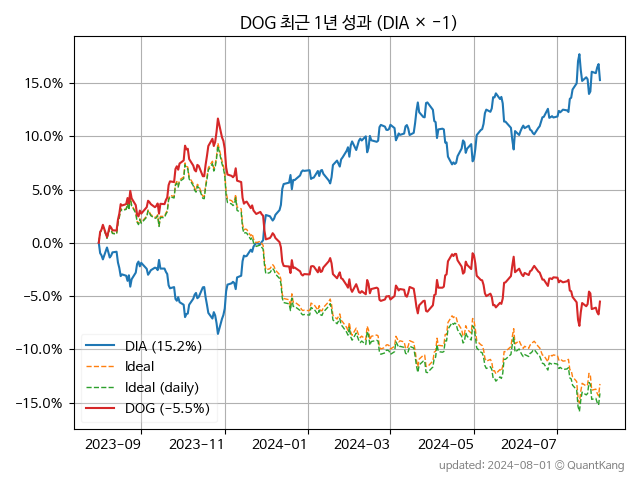 DOG 최근 1년 성과 (DIA × −1)
15.0%
10.0%
5.0%
0.0%
−5.0%
−10.0%
−15.0%
DIA (15.2%)
Ideal
Ideal (daily)
DOG (−5.5%)
2023-09
2023-11
2024-01
2024-03
2024-05
2024-07
updated: 2024-08-01 © QuantKang